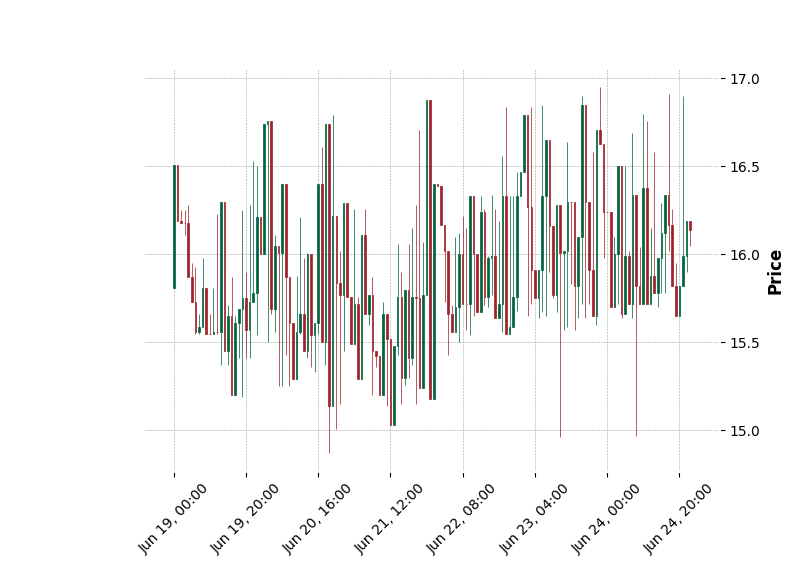 17.0
16.5
16.0
15.5
15.0
Price
Jun 19, 00:00
Jun 19, 20:00
Jun 20, 16:00
Jun 21, 12:00
Jun 22, 08:00
Jun 23, 04:00
Jun 24, 00:00
Jun 24, 20:00